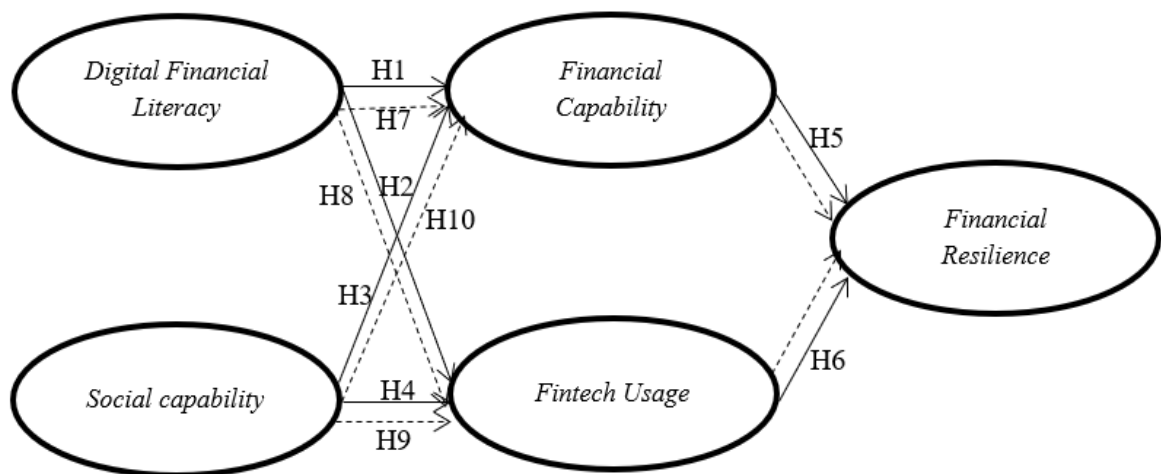 Digital Financial
Literacy
H1
H7
Financial
Capability
H5
H8
H2
H10
Financial
Resilience
H3
Social capability
H4
H9
Fintech Usage
H6